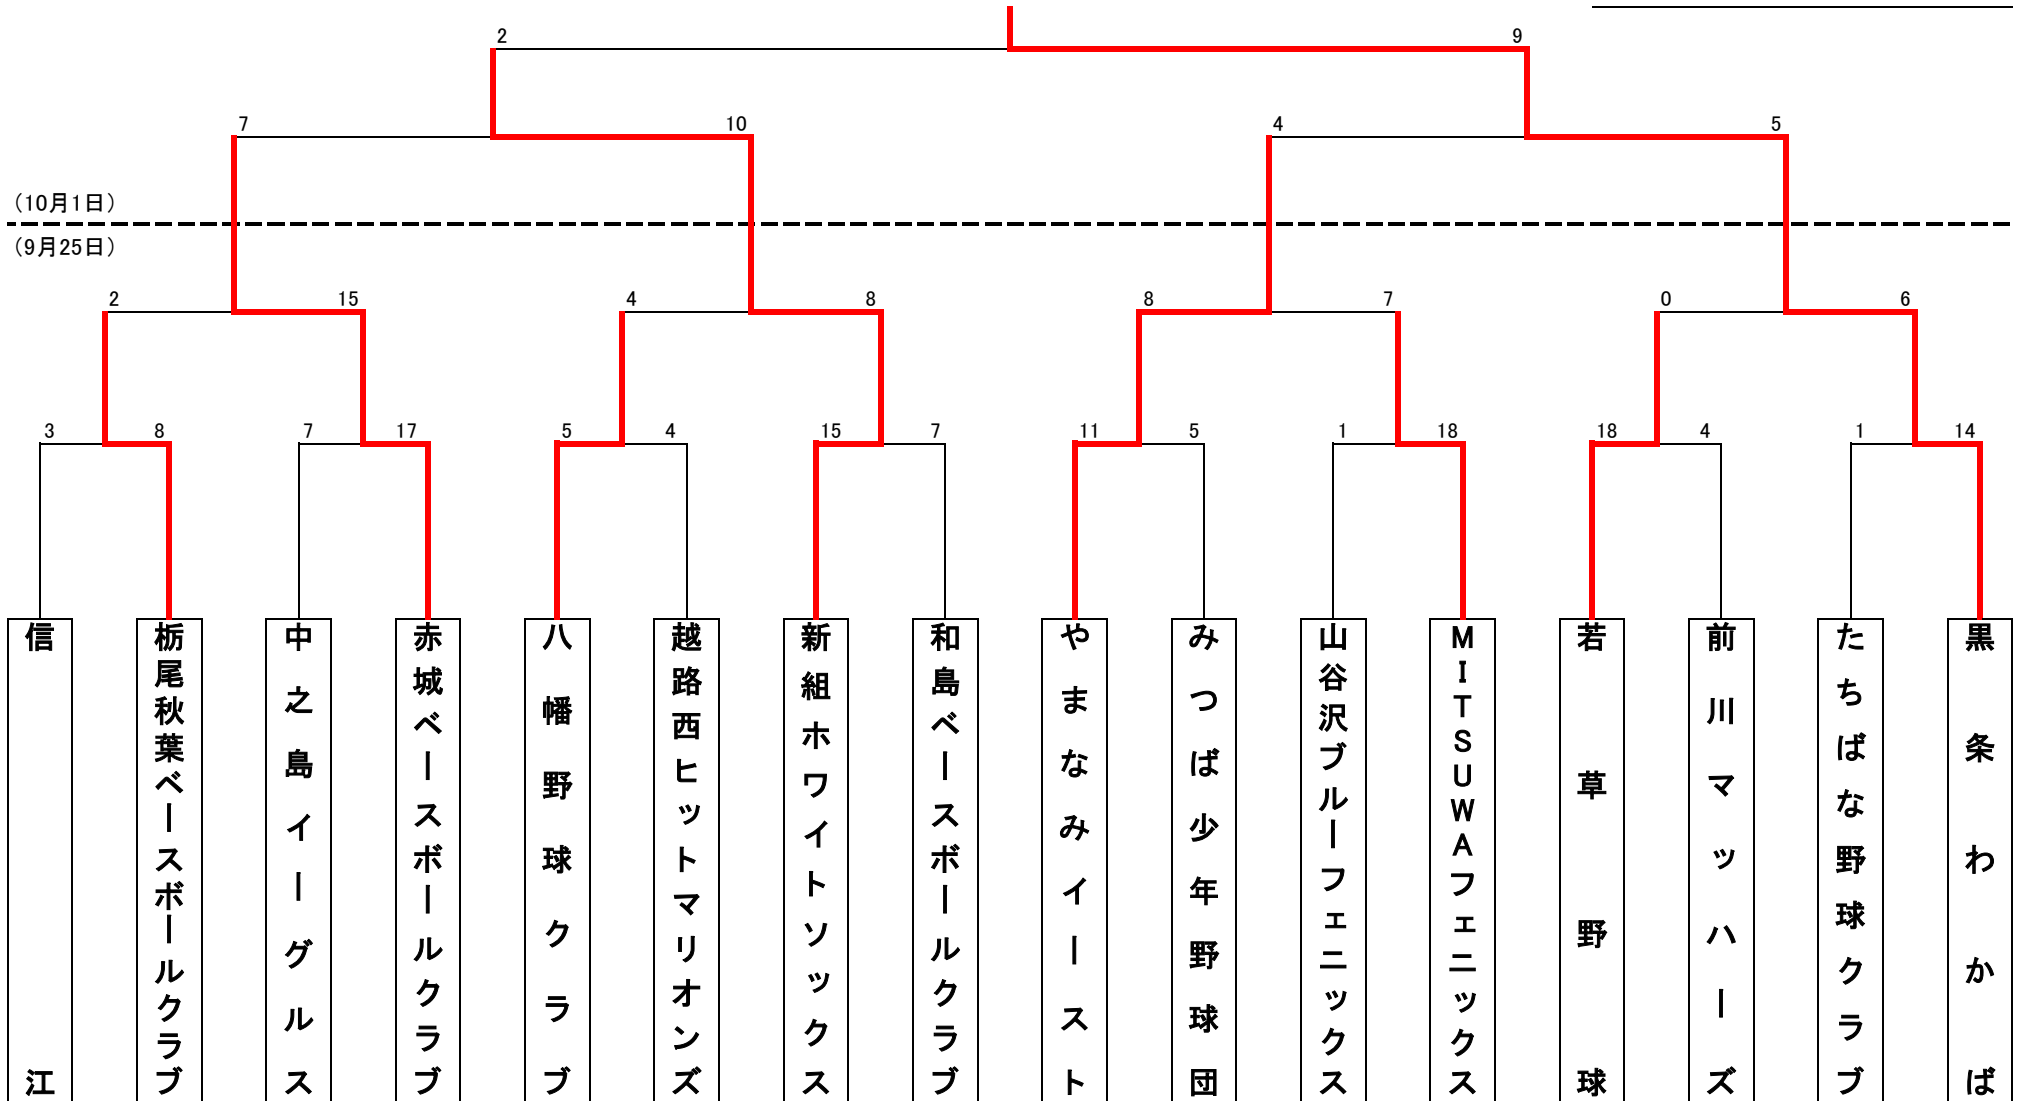 2 9
7 10 4 5
（10月1日）
（9月25日）
2 15 4 8 8 7 0 6
3 8 7 17 5 4 15 7 11 5 1 18 18 4 1 14
信江
栃尾秋葉ベースボールクラブ
中之島イーグルス
赤城ベースボールクラブ
八幡野球クラブ
越路西ヒットマリオンズ
新組ホワイトソックス
和島ベースボールクラブ
やまなみイースト
みつば少年野球団
山谷沢ブルーフェニックス
MITSUWAフェニックス
若草野球
前川マッハーズ
たちばな野球クラブ
黒条わかば